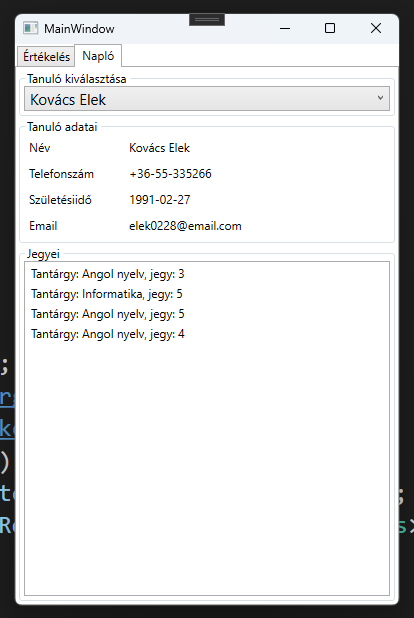 MainWindow
Értékelés Napló
Tanuló kiválasztása
Kovács Elek
Tanuló adatai
Név Kovács Elek
Telefonszám +36-55-335266
Születésiidő 1991-02-27
Email elek0228@email.com
Jegyei
Tantárgy: Angol nyelv, jegy: 3
Tantárgy: Informatika, jegy: 5
Tantárgy: Angol nyelv, jegy: 5
Tantárgy: Angol nyelv, jegy: 4